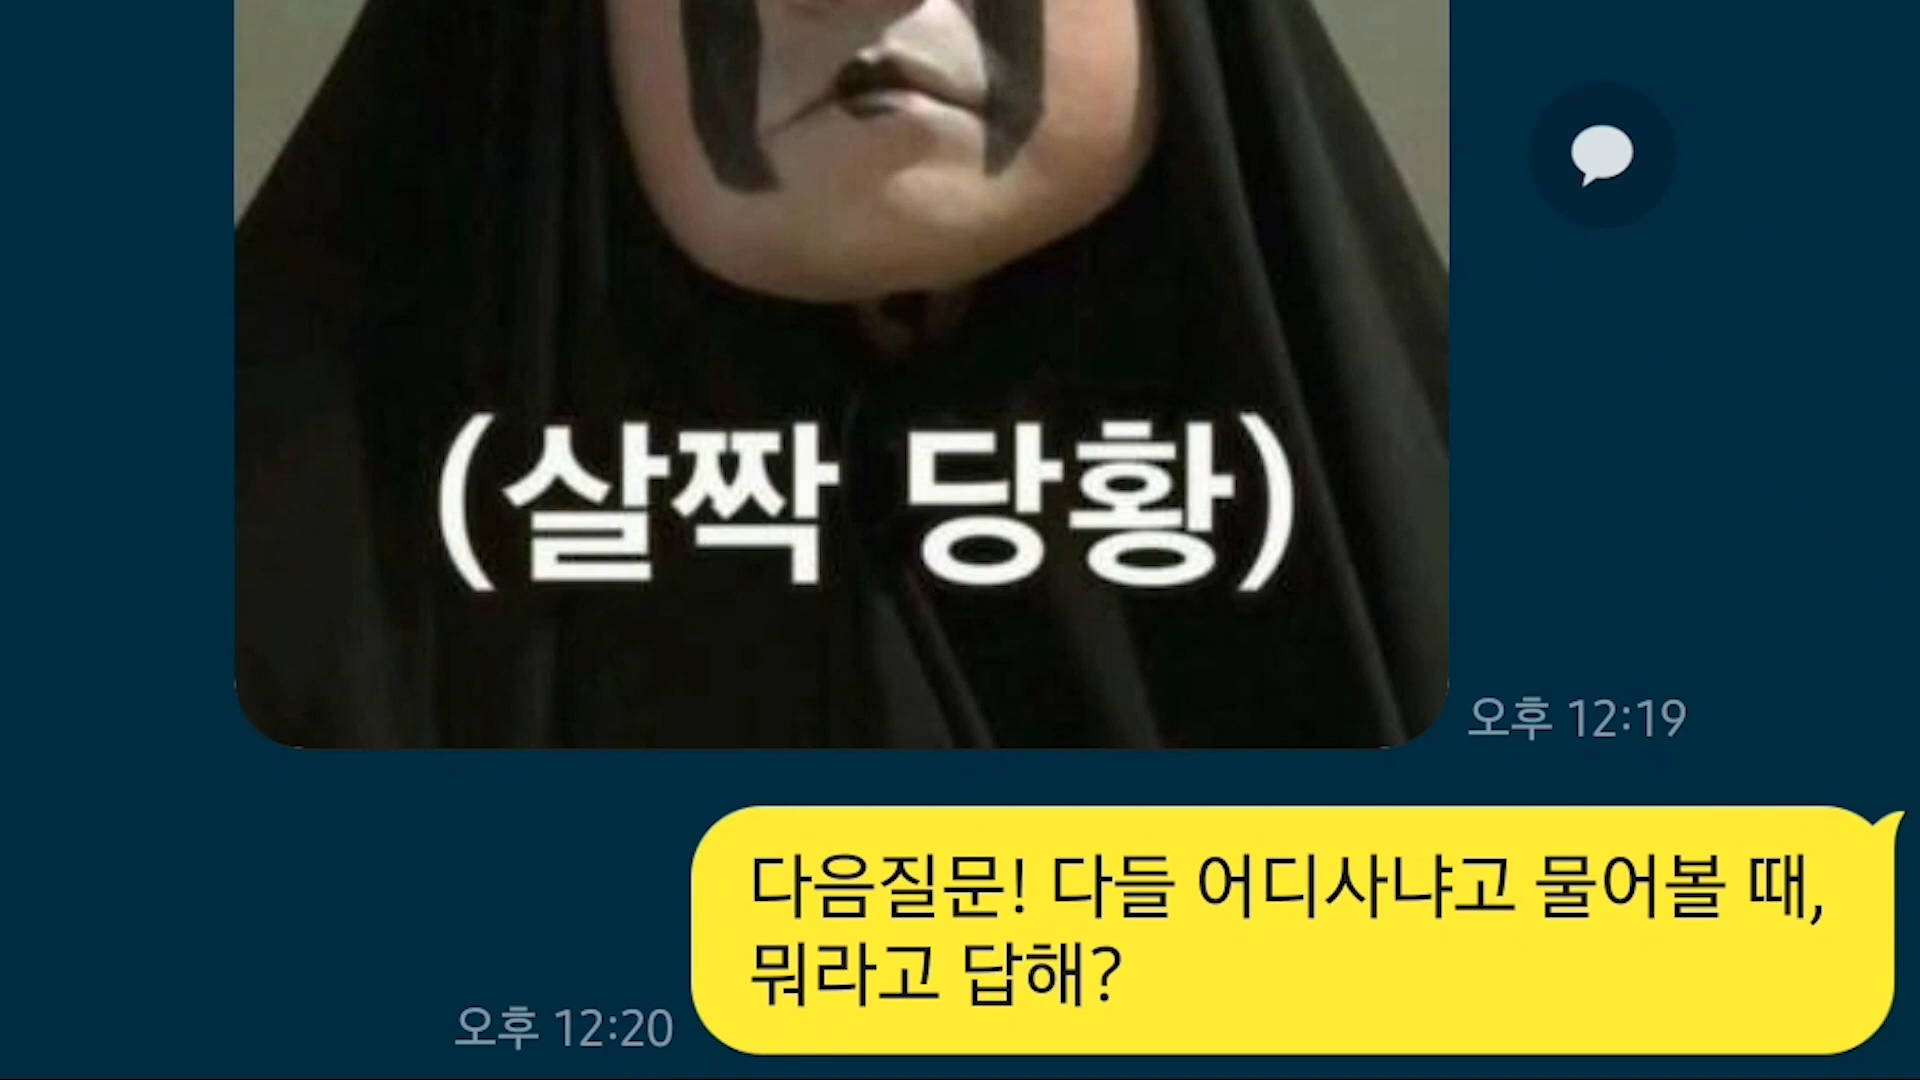 (살짝 당황)
오후 12:19
다음질문! 다들 어디사냐고 물어볼 때,
뭐라고 답해?
오후 12:20